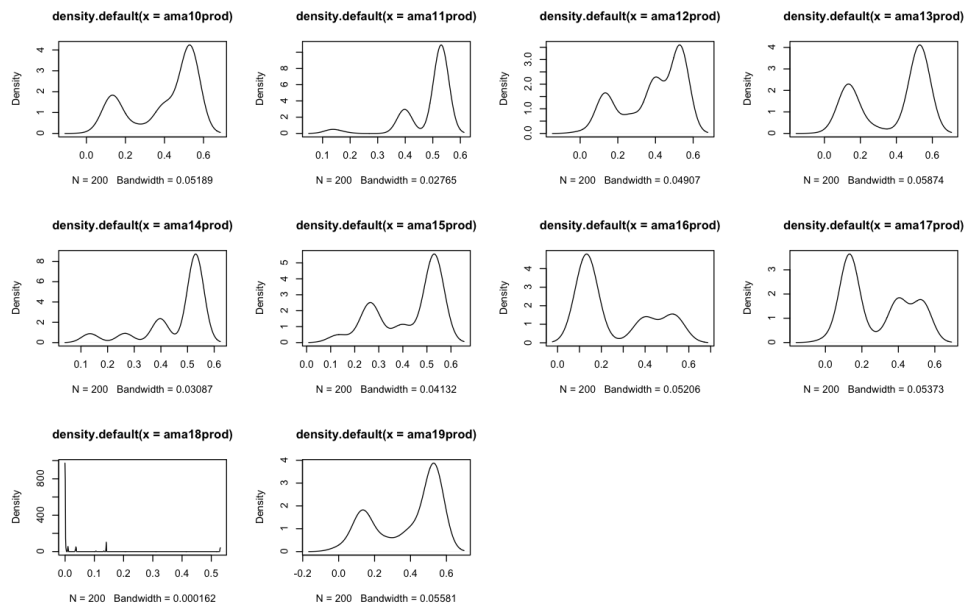 density.default(x = ama10prod)
Density
0 1 2 3 4
0.0 0.2 0.4 0.6
N = 200 Bandwidth = 0.05189
density.default(x = ama11prod)
Density
0 2 4 6 8
0.1 0.2 0.3 0.4 0.5 0.6
N = 200 Bandwidth = 0.02765
density.default(x = ama12prod)
Density
0.0 1.0 2.0 3.0
0.0 0.2 0.4 0.6
N = 200 Bandwidth = 0.04907
density.default(x = ama13prod)
Density
0 1 2 3 4
0.0 0.2 0.4 0.6
N = 200 Bandwidth = 0.05874
density.default(x = ama14prod)
Density
0 2 4 6 8
0.1 0.2 0.3 0.4 0.5 0.6
N = 200 Bandwidth = 0.03087
density.default(x = ama15prod)
Density
0 1 2 3 4 5
0.0 0.1 0.2 0.3 0.4 0.5 0.6
N = 200 Bandwidth = 0.04132
density.default(x = ama16prod)
Density
0 1 2 3 4
0.0 0.2 0.4 0.6
N = 200 Bandwidth = 0.05206
density.default(x = ama17prod)
Density
0 1 2 3
0.0 0.2 0.4 0.6
N = 200 Bandwidth = 0.05373
density.default(x = ama18prod)
Density
0 400 800
0.0 0.1 0.2 0.3 0.4 0.5
N = 200 Bandwidth = 0.000162
density.default(x = ama19prod)
Density
0 1 2 3 4
-0.2 0.0 0.2 0.4 0.6
N = 200 Bandwidth = 0.05581